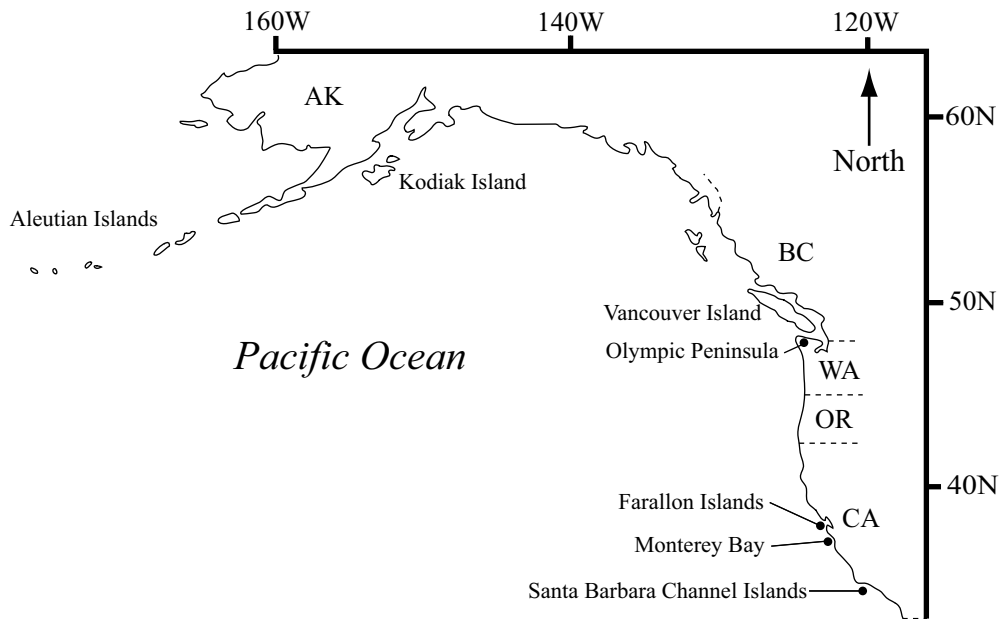 160W
140W
120W
AK
60N
North
Kodiak Island
Aleutian Islands
BC
50N
Vancouver Island
Pacific Ocean
Olympic Peninsula
WA
OR
40N
Farallon Islands
CA
Monterey Bay
Santa Barbara Channel Islands